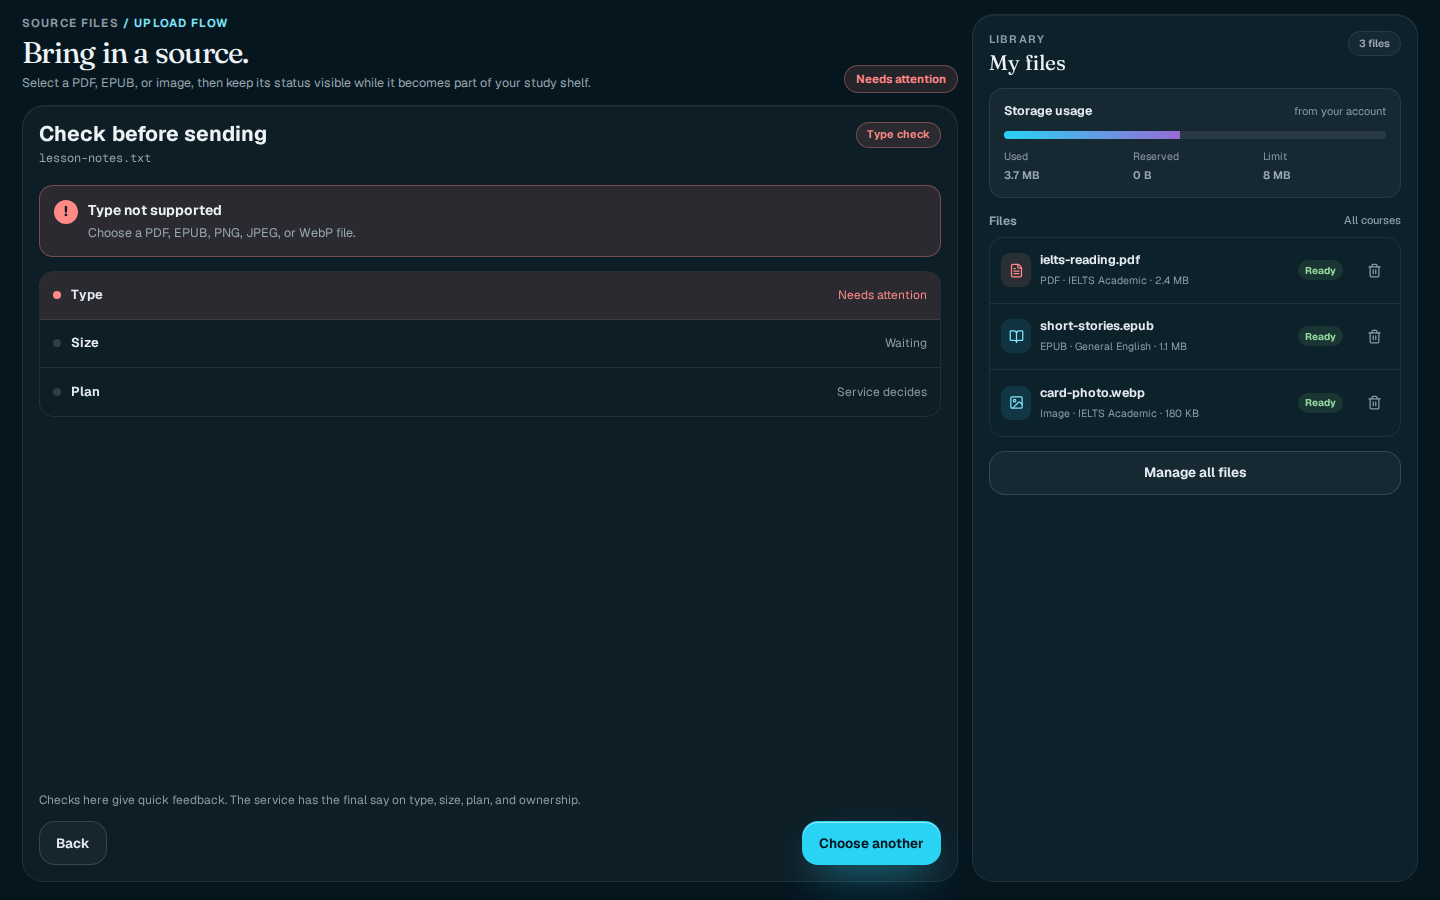 SOURCE FILES / UPLOAD FLOW
Bring in a source.
Select a PDF, EPUB, or image, then keep its status visible while it becomes part of your study shelf.
Needs attention
Check before sending
lesson-notes.txt
Type check
!
Type not supported
Choose a PDF, EPUB, PNG, JPEG, or WebP file.
Type
Needs attention
Size
Waiting
Plan
Service decides
Checks here give quick feedback. The service has the final say on type, size, plan, and ownership.
Back
Choose another
LIBRARY
My files
3 files
Storage usage
from your account
Used
Reserved
Limit
3.7 MB
0 B
8 MB
Files
All courses
ielts-reading.pdf
PDF · IELTS Academic · 2.4 MB
Ready
short-stories.epub
EPUB · General English · 1.1 MB
Ready
card-photo.webp
Image · IELTS Academic · 180 KB
Ready
Manage all files